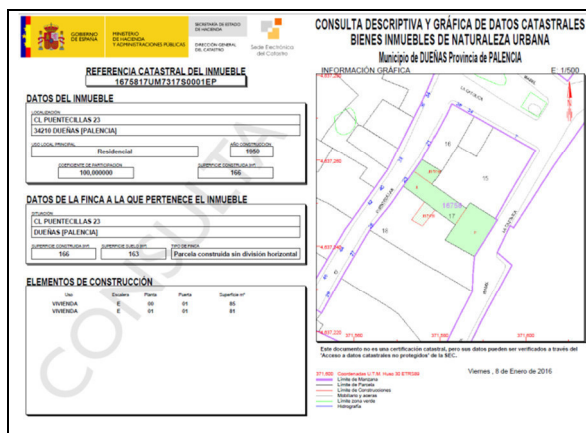 GOBIERNO
DE ESPAÑA
MINISTERIO
DE HACIENDA
Y ADMINISTRACIONES PÚBLICAS
SECRETARÍA DE ESTADO
DE HACIENDA
DIRECCIÓN GENERAL
DEL CATASTRO
Sede Electrónica
del Catastro
REFERENCIA CATASTRAL DEL INMUEBLE
1675817UM7317S0001EP
DATOS DEL INMUEBLE
LOCALIZACIÓN
CL PUENTECILLAS 23
34210 DUEÑAS [PALENCIA]
USO LOCAL PRINCIPAL
AÑO CONSTRUCCIÓN
Residencial
1950
COEFICIENTE DE PARTICIPACIÓN
SUPERFICIE CONSTRUIDA [m²]
100,000000
166
DATOS DE LA FINCA A LA QUE PERTENECE EL INMUEBLE
SITUACIÓN
CL PUENTECILLAS 23
DUEÑAS [PALENCIA]
SUPERFICIE CONSTRUIDA [m²]
SUPERFICIE SUELO [m²]
TIPO DE FINCA
166
163
Parcela construida sin división horizontal
ELEMENTOS DE CONSTRUCCIÓN
Uso Escalera Planta Puerta Superficie m²
VIVIENDA E 00 01 85
VIVIENDA E 01 01 81
CONSULTA
CONSULTA DESCRIPTIVA Y GRÁFICA DE DATOS CATASTRALES
BIENES INMUEBLES DE NATURALEZA URBANA
Municipio de DUEÑAS Provincia de PALENCIA
INFORMACIÓN GRÁFICA E: 1/500
16
15
16758
17
18
Este documento no es una certificación catastral, pero sus datos pueden ser verificados a través del
'Acceso a datos catastrales no protegidos' de la SEC.
371,600 Coordenadas U.T.M. Huso 30 ETRS89
Límite de Manzana
Límite de Parcela
Límite de Construcciones
Mobiliario y aceras
Límite zona verde
Hidrografía
Viernes , 8 de Enero de 2016